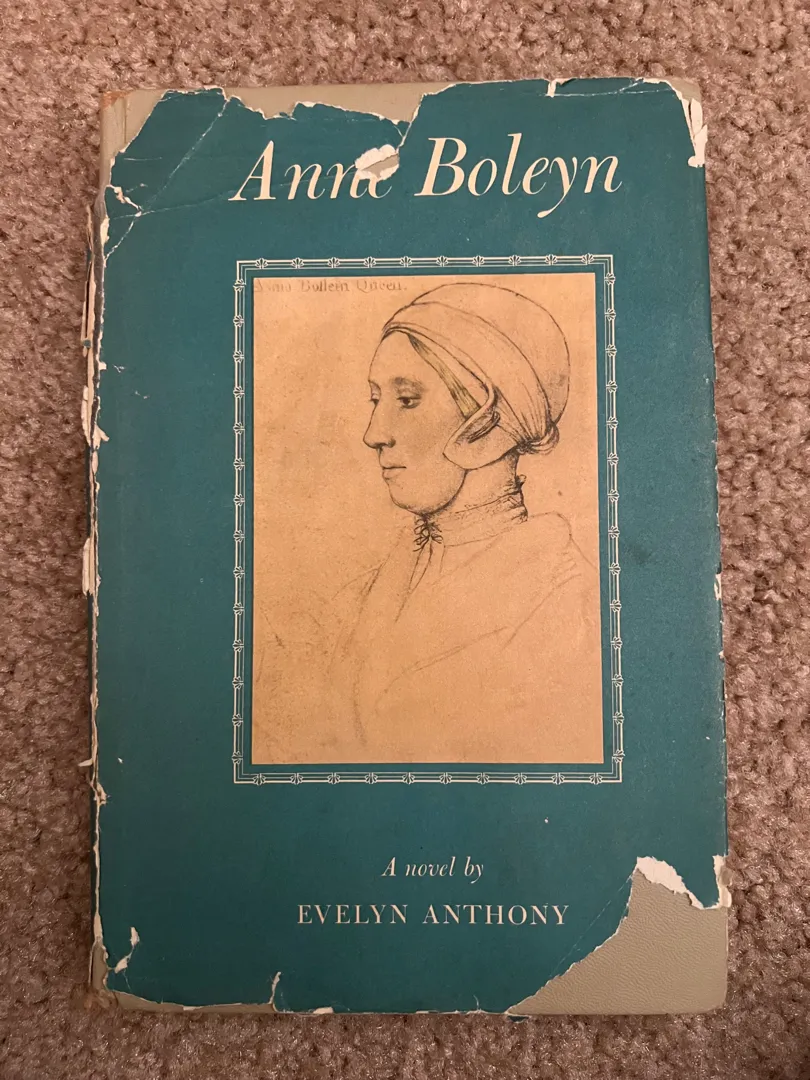 Anne Boleyn
Anna Bollein Queen.
A novel by
EVELYN ANTHONY